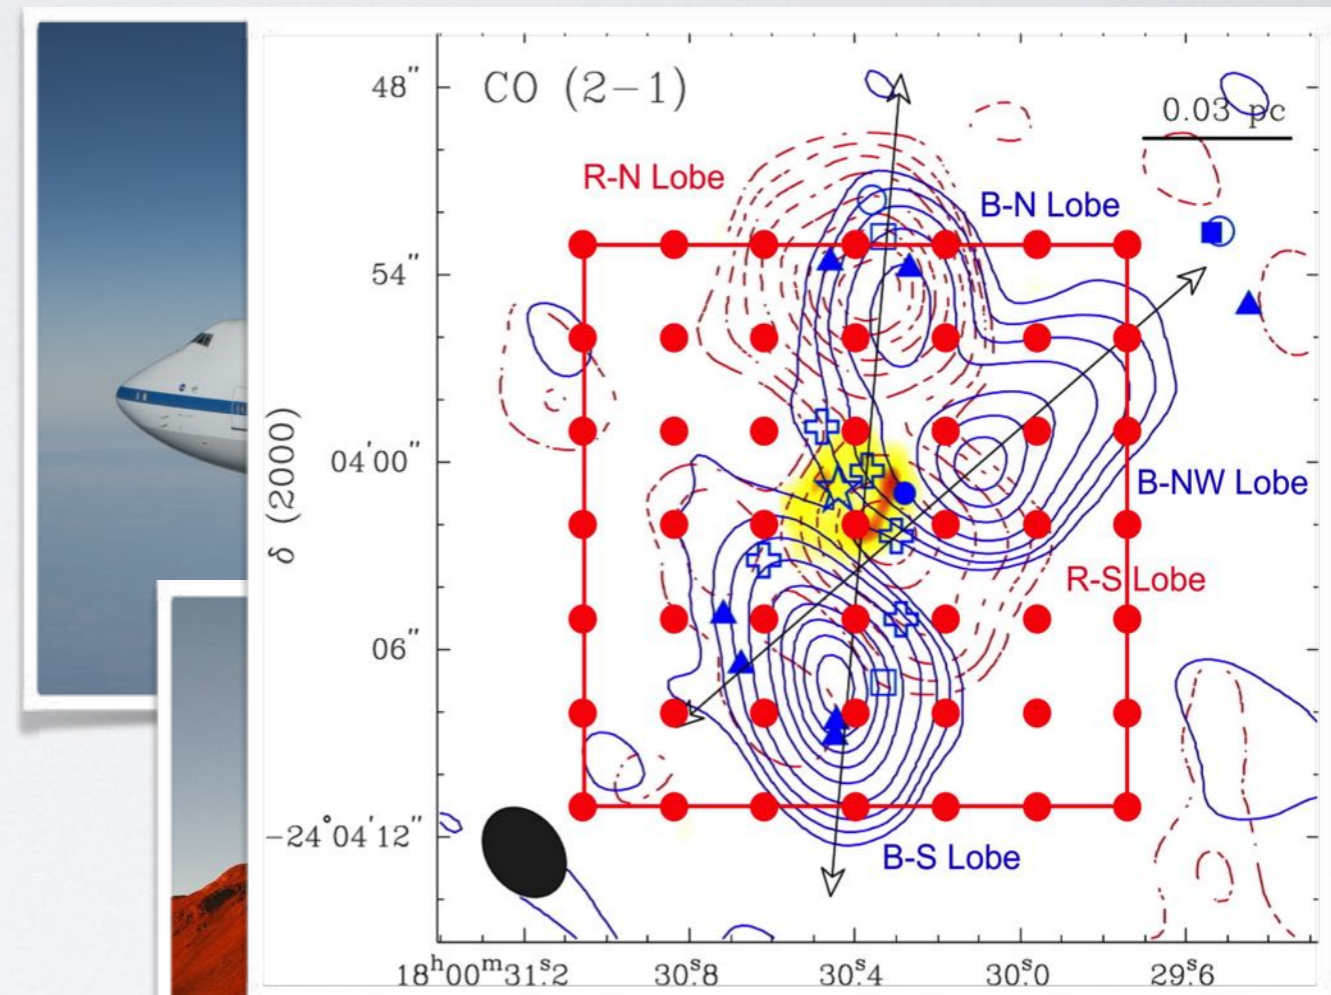 CO (2−1)
0.03 pc
R-N Lobe
B-N Lobe
B-NW Lobe
R-S Lobe
B-S Lobe
δ (2000)
48″
54″
04′00″
06″
−24°04′12″
18ʰ00ᵐ31ˢ.2
30ˢ.8
30ˢ.4
30ˢ.0
29ˢ.6